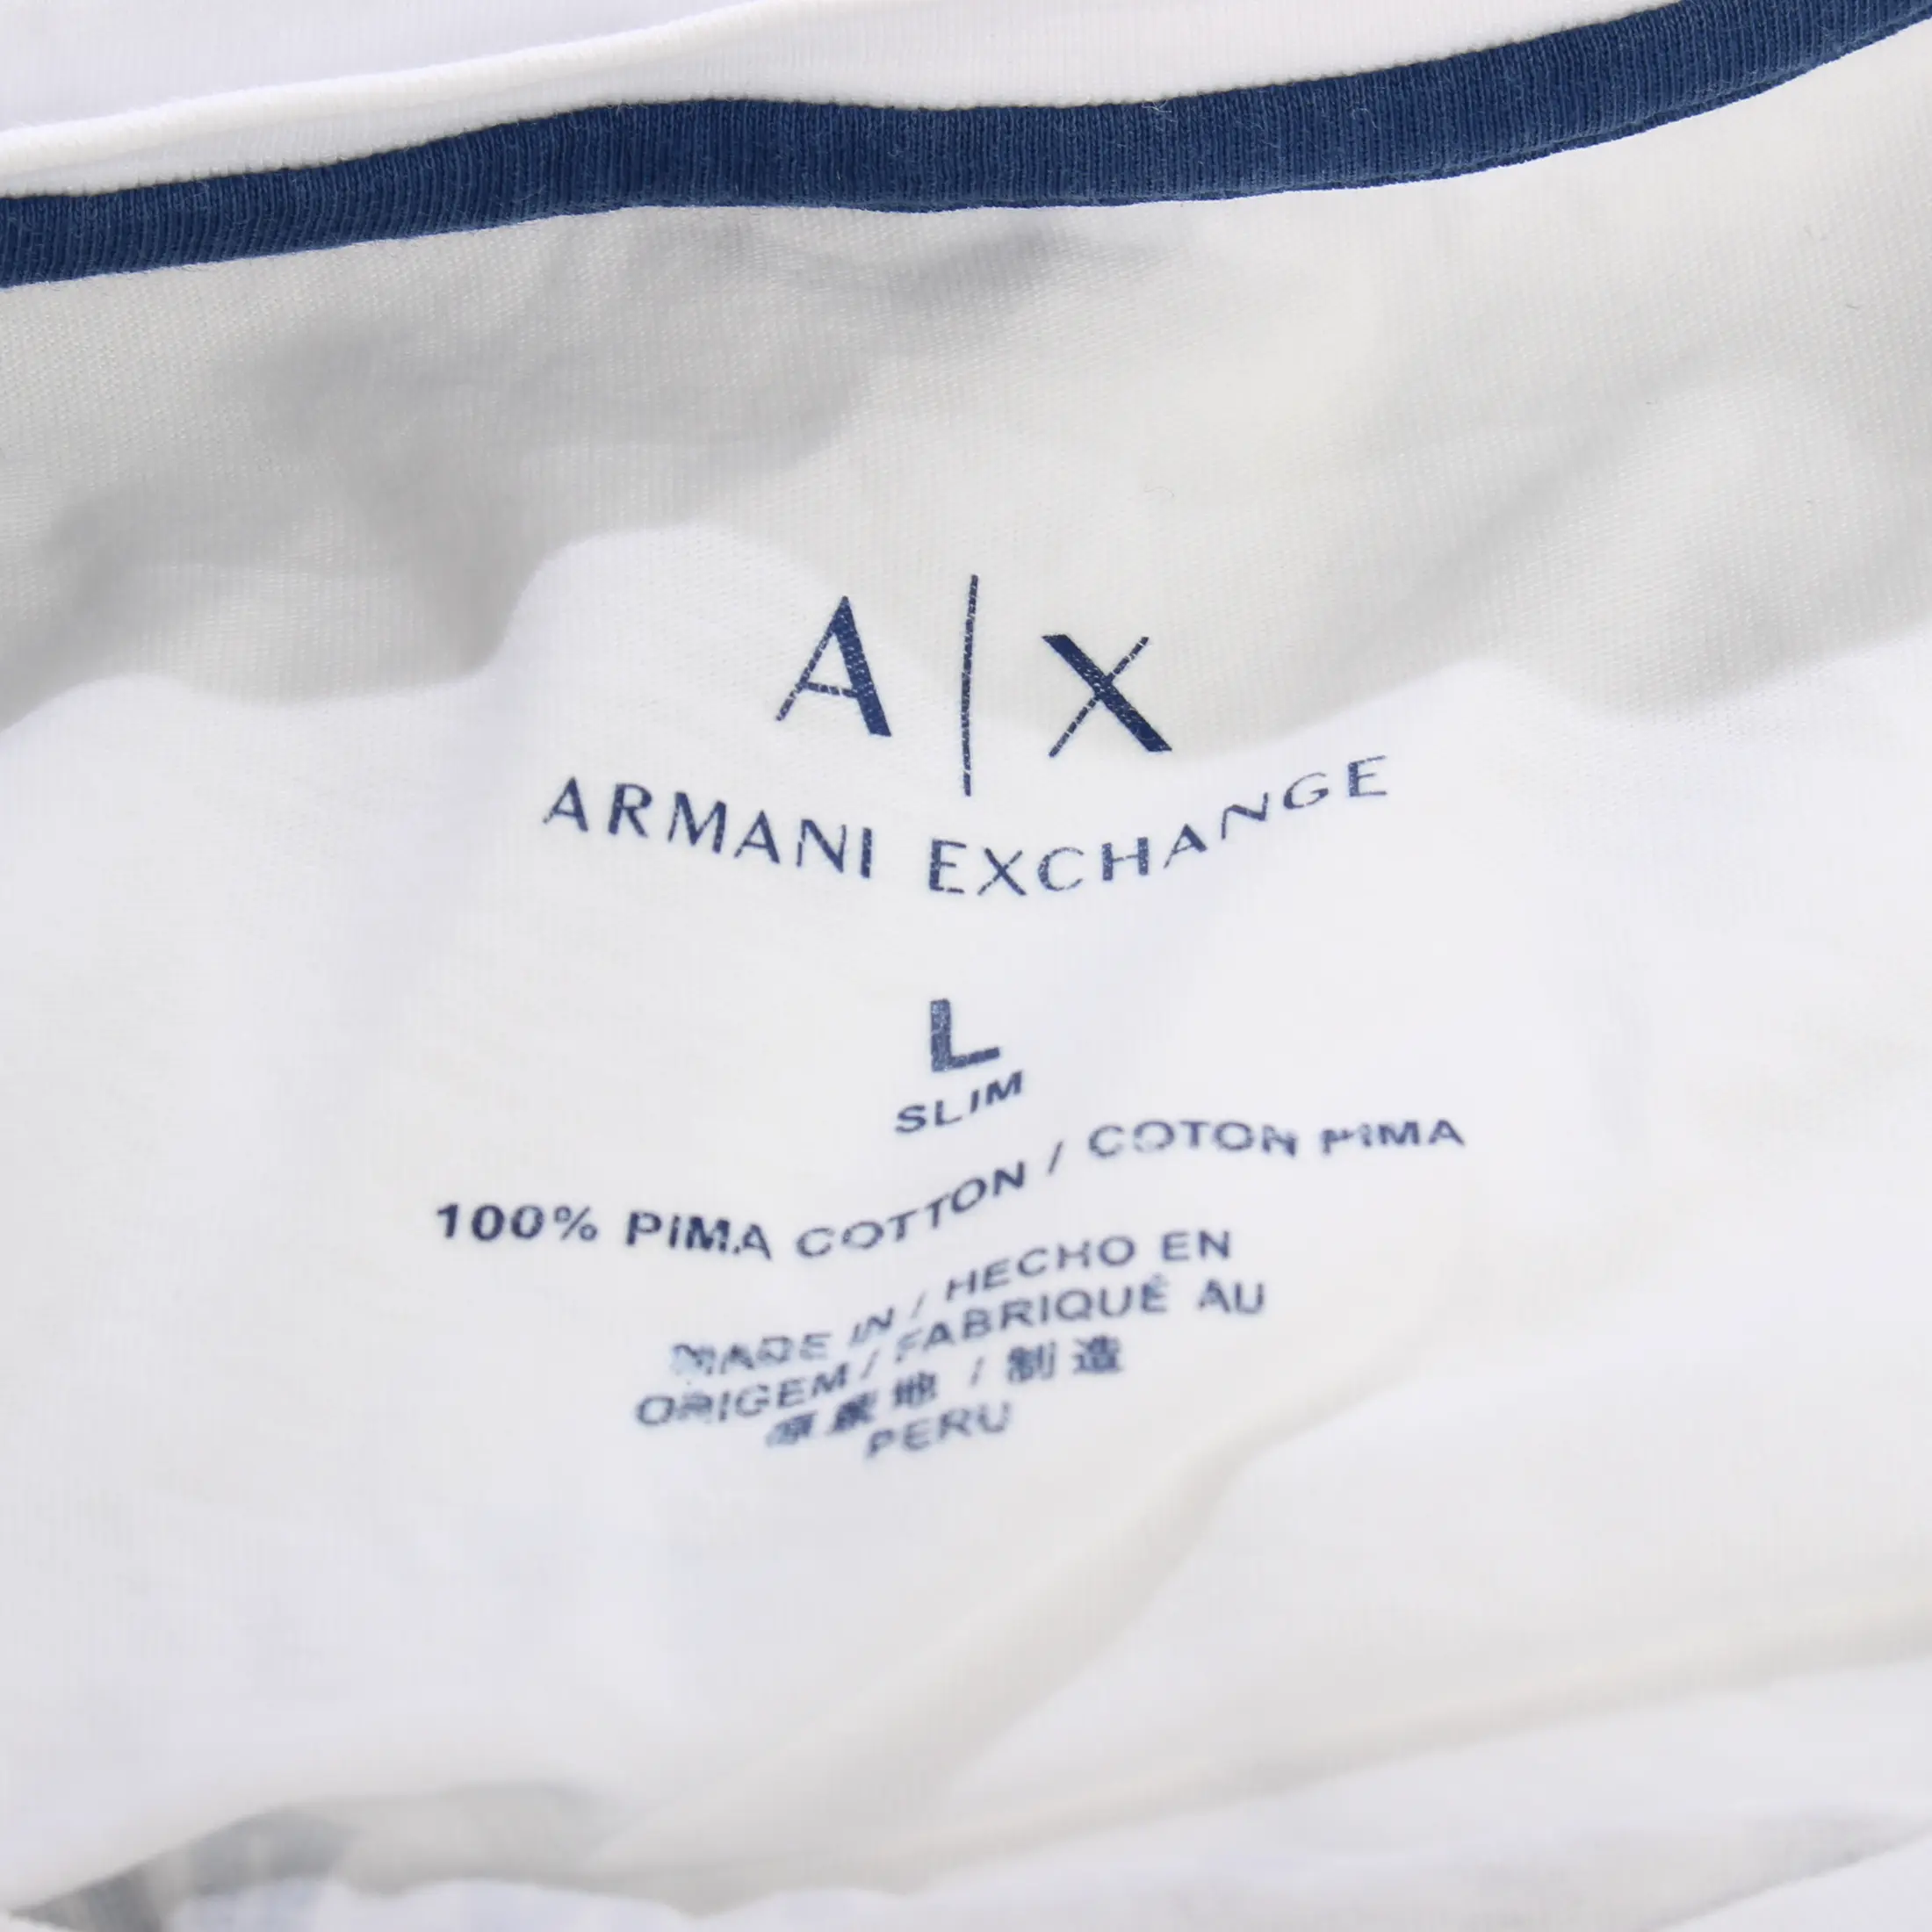 A|X
ARMANI EXCHANGE
L
SLIM
100% PIMA COTTON / COTON PIMA
MADE IN / HECHO EN
ORIGEM / FABRIQUÉ AU
原產地 / 制造
PERU